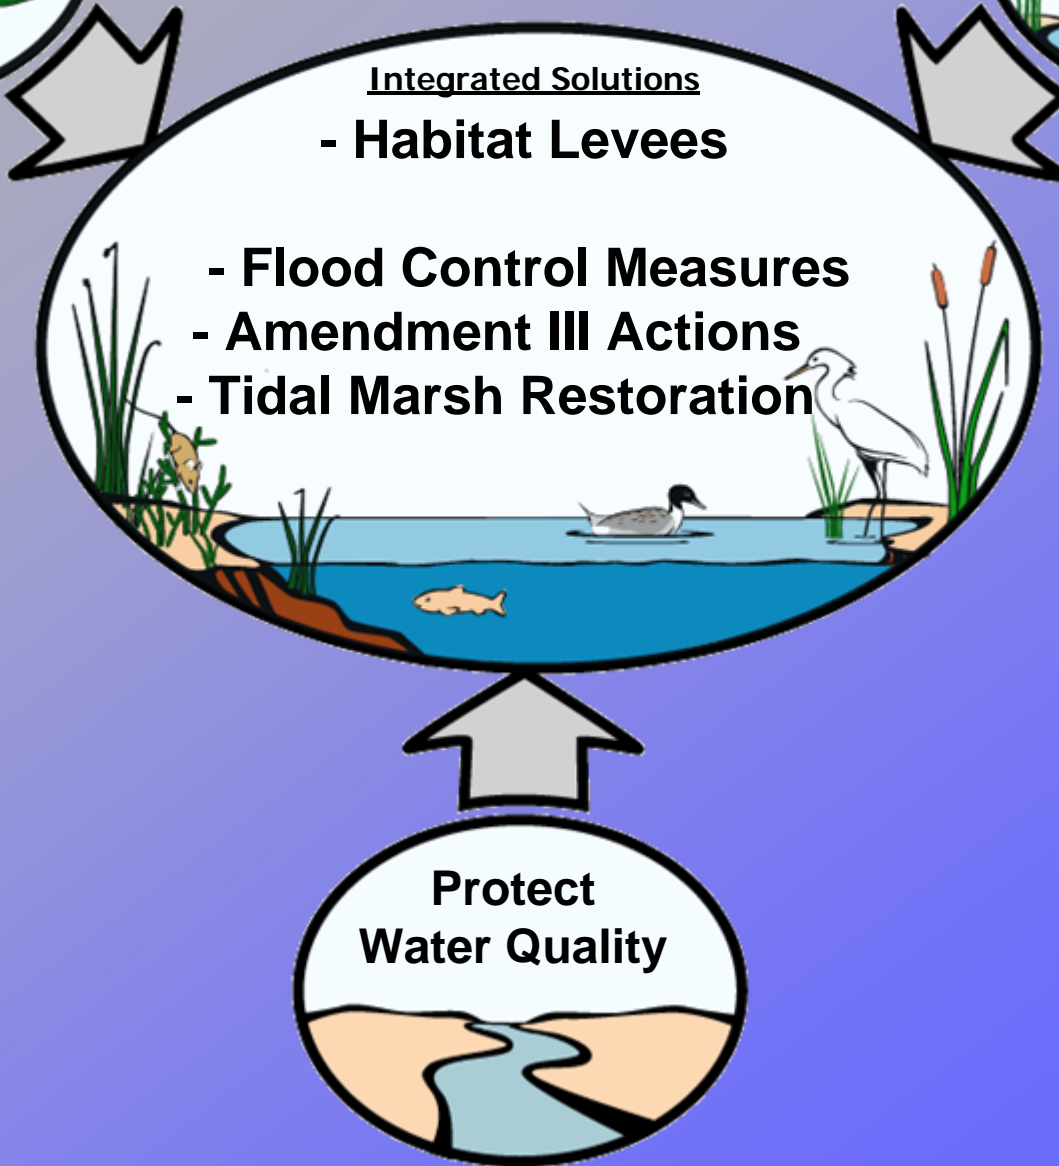 Integrated Solutions
- Habitat Levees
- Flood Control Measures
- Amendment III Actions
- Tidal Marsh Restoration
Protect
Water Quality